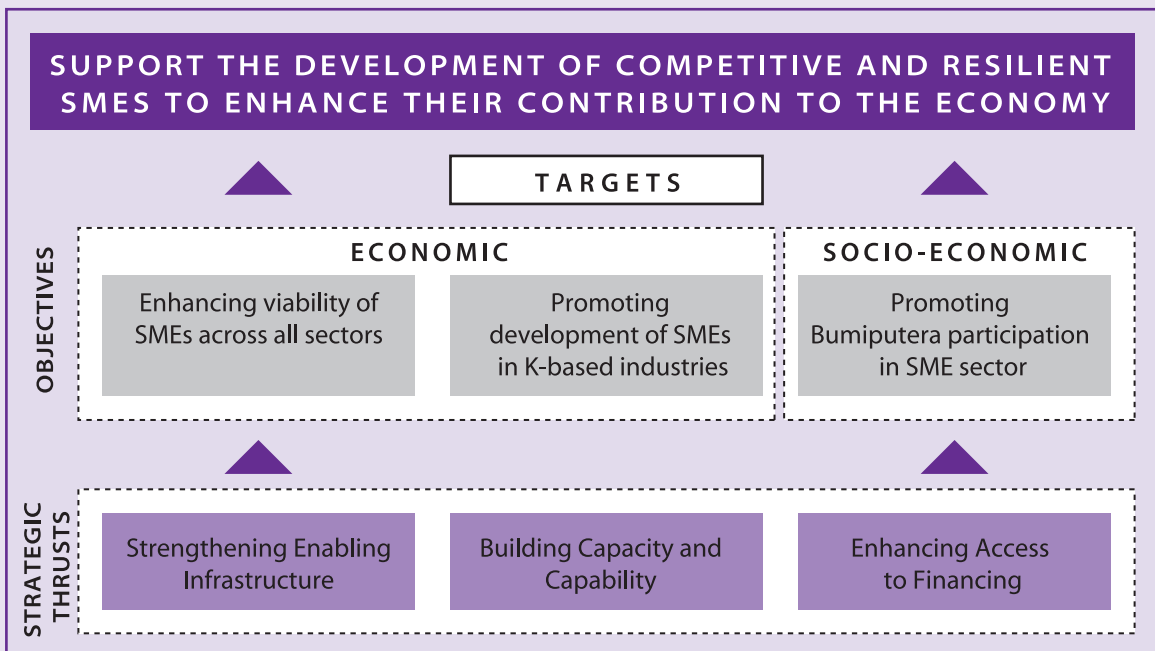 SUPPORT THE DEVELOPMENT OF COMPETITIVE AND RESILIENT
SMES TO ENHANCE THEIR CONTRIBUTION TO THE ECONOMY
TARGETS
OBJECTIVES
ECONOMIC
Enhancing viability of
SMEs across all sectors
Promoting
development of SMEs
in K-based industries
SOCIO-ECONOMIC
Promoting
Bumiputera participation
in SME sector
STRATEGIC
THRUSTS
Strengthening Enabling
Infrastructure
Building Capacity and
Capability
Enhancing Access
to Financing